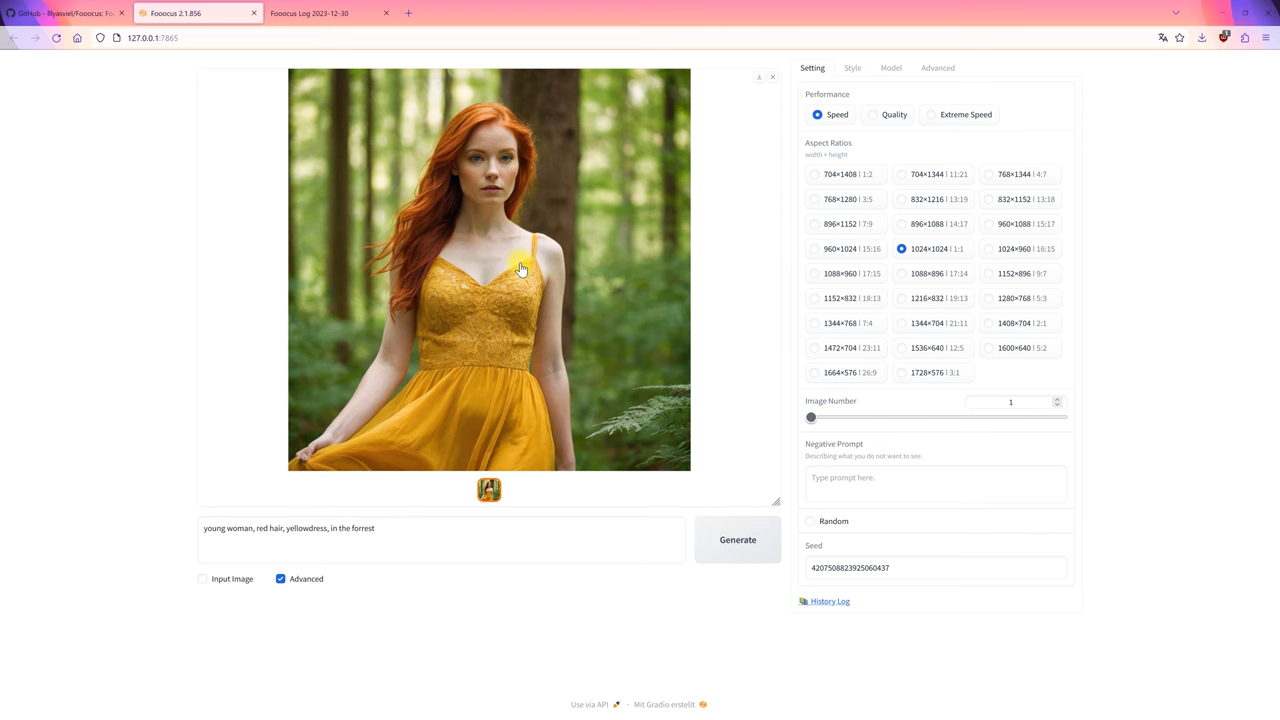 GitHub - lllyasviel/Fooocus: Fo
Fooocus 2.1.856
Fooocus Log 2023-12-30
127.0.0.1:7865
Setting Style Model Advanced
Performance
Speed Quality Extreme Speed
Aspect Ratios
width × height
704×1408 | 1:2 704×1344 | 11:21 768×1344 | 4:7
768×1280 | 3:5 832×1216 | 13:19 832×1152 | 13:18
896×1152 | 7:9 896×1088 | 14:17 960×1088 | 15:17
960×1024 | 15:16 1024×1024 | 1:1 1024×960 | 16:15
1088×960 | 17:15 1088×896 | 17:14 1152×896 | 9:7
1152×832 | 18:13 1216×832 | 19:13 1280×768 | 5:3
1344×768 | 7:4 1344×704 | 21:11 1408×704 | 2:1
1472×704 | 23:11 1536×640 | 12:5 1600×640 | 5:2
1664×576 | 26:9 1728×576 | 3:1
Image Number 1
Negative Prompt
Describing what you do not want to see.
Type prompt here.
Random
Seed
4207508823925060437
History Log
young woman, red hair, yellowdress, in the forrest
Generate
Input Image Advanced
Use via API · Mit Gradio erstellt